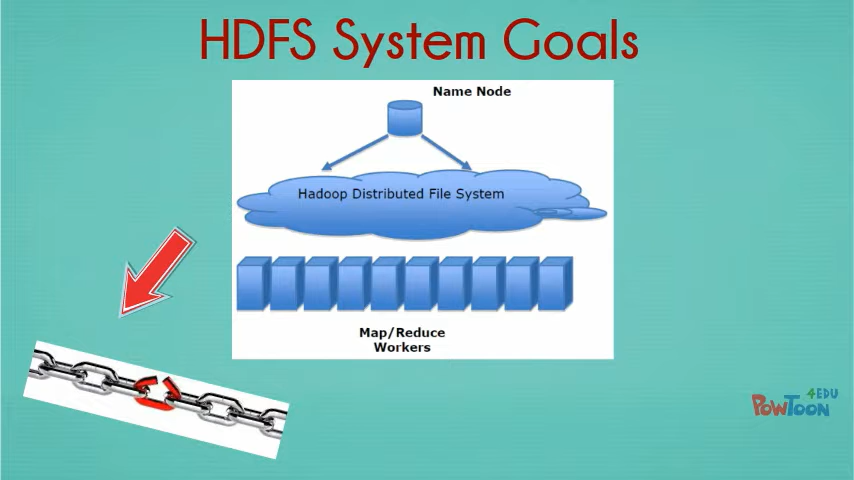 HDFS System Goals
Name Node
Hadoop Distributed File System
Map/Reduce
Workers
4EDU
POWTOON